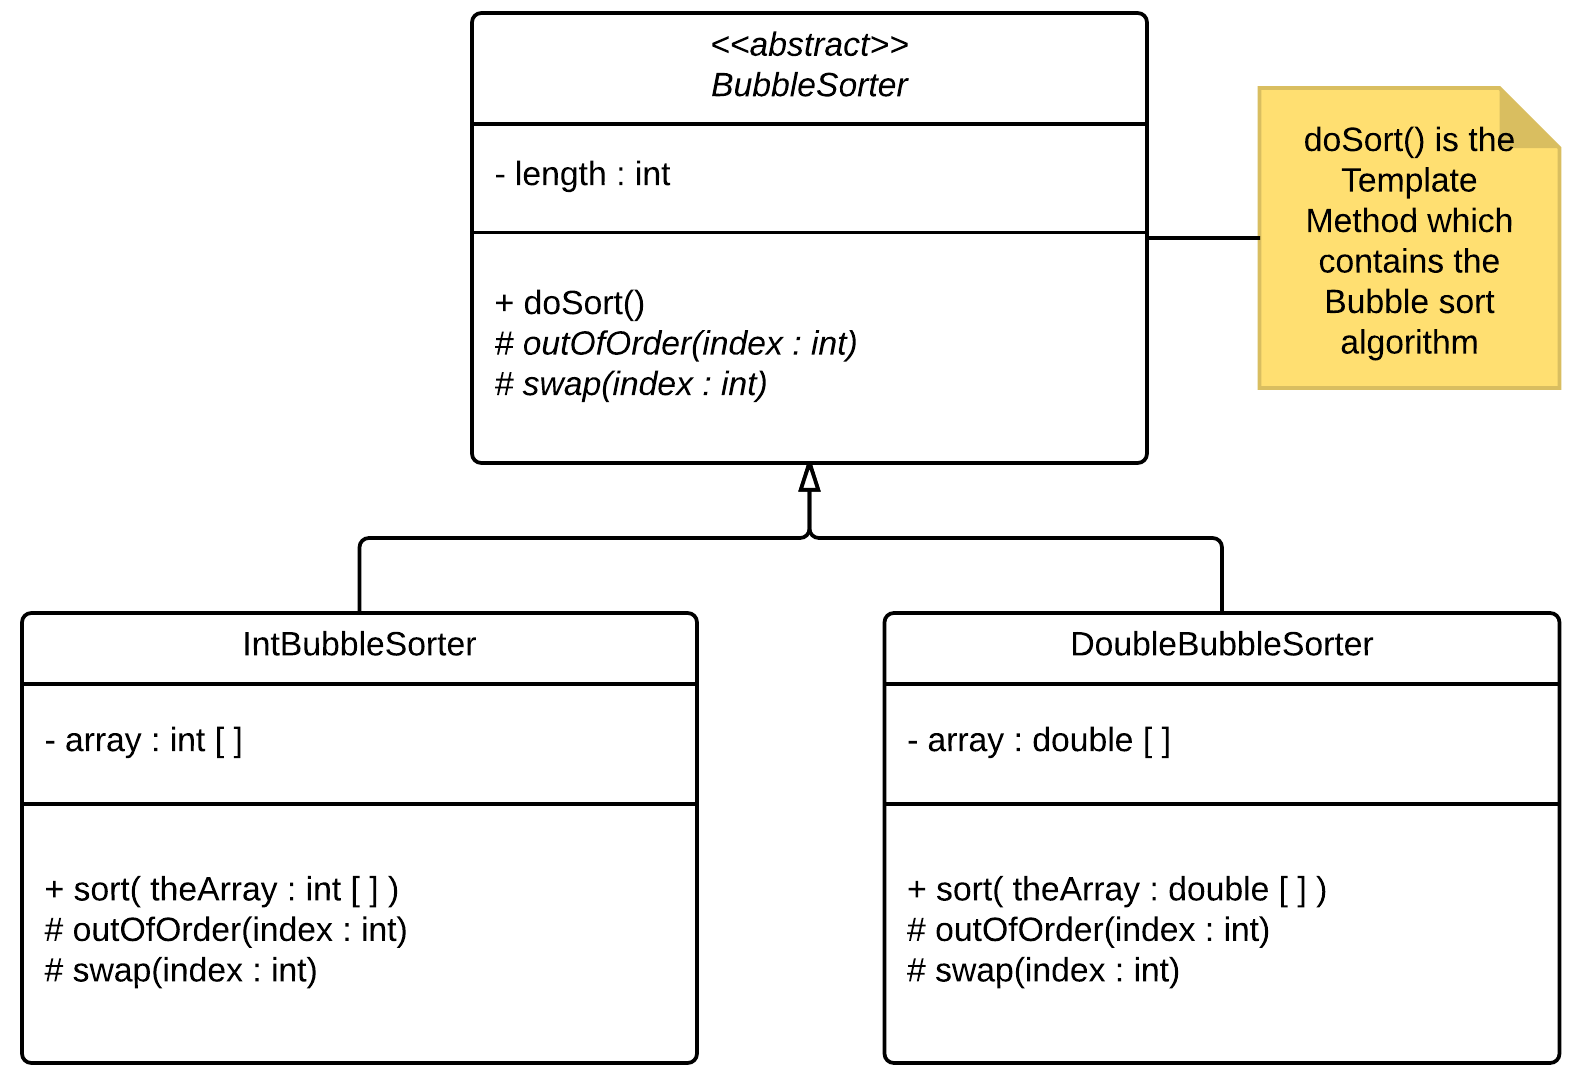 <<abstract>>
BubbleSorter
- length : int
+ doSort()
# outOfOrder(index : int)
# swap(index : int)
doSort() is the
Template
Method which
contains the
Bubble sort
algorithm
IntBubbleSorter
- array : int [ ]
+ sort( theArray : int [ ] )
# outOfOrder(index : int)
# swap(index : int)
DoubleBubbleSorter
- array : double [ ]
+ sort( theArray : double [ ] )
# outOfOrder(index : int)
# swap(index : int)